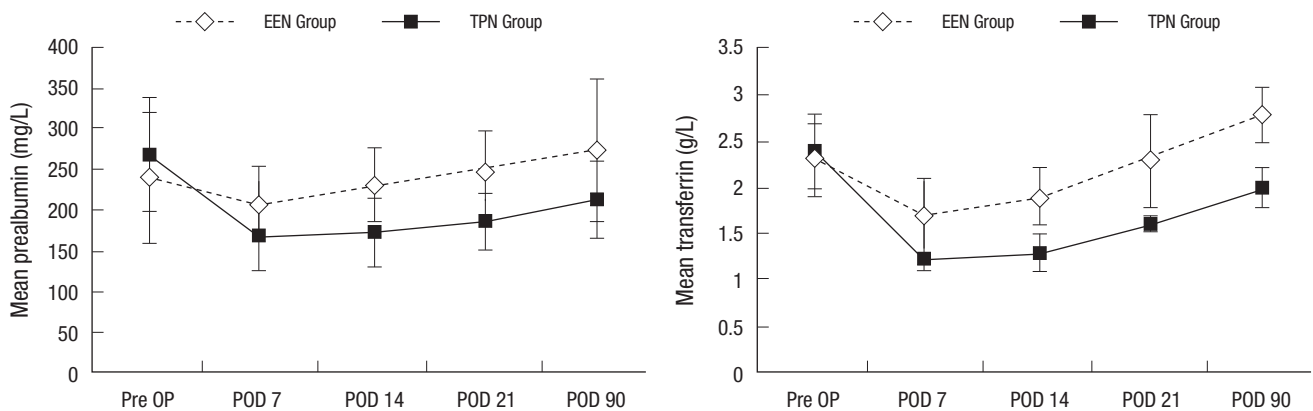 EEN Group TPN Group
Mean prealbumin (mg/L)
400
350
300
250
200
150
100
50
0
Pre OP POD 7 POD 14 POD 21 POD 90
EEN Group TPN Group
Mean transferrin (g/L)
3.5
3
2.5
2
1.5
1
0.5
0
Pre OP POD 7 POD 14 POD 21 POD 90